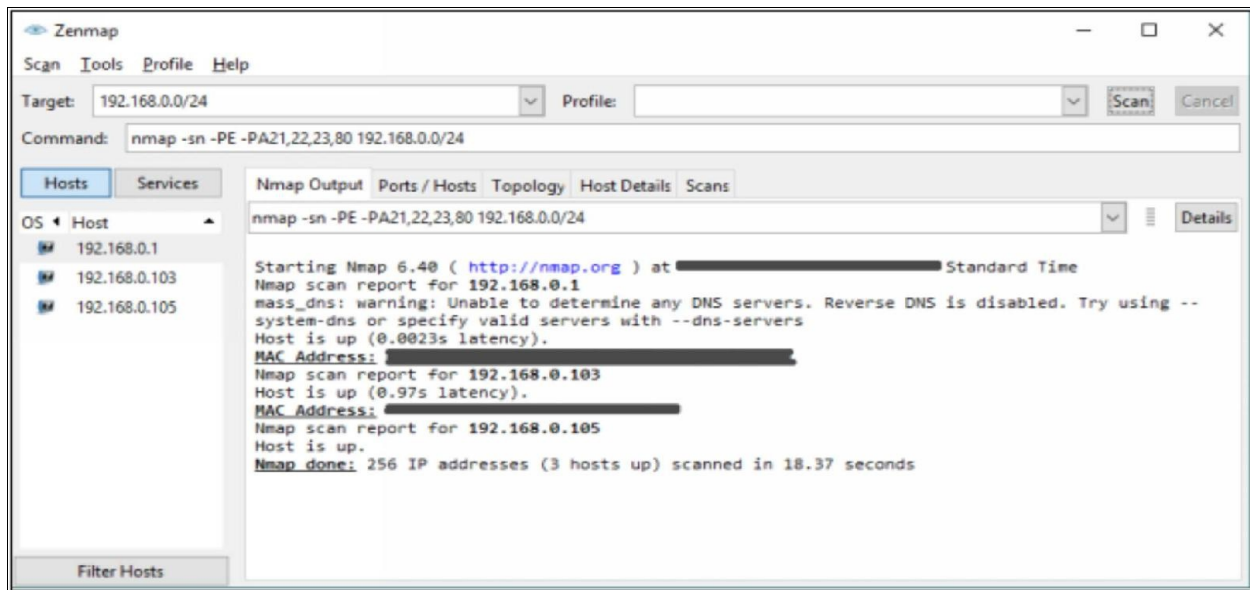 Zenmap
Scan Tools Profile Help
Target: 192.168.0.0/24 Profile: Scan Cancel
Command: nmap -sn -PE -PA21,22,23,80 192.168.0.0/24
Hosts Services Nmap Output Ports / Hosts Topology Host Details Scans
OS Host nmap -sn -PE -PA21,22,23,80 192.168.0.0/24 Details
192.168.0.1
192.168.0.103
192.168.0.105
Starting Nmap 6.40 ( http://nmap.org ) at Standard Time
Nmap scan report for 192.168.0.1
mass_dns: warning: Unable to determine any DNS servers. Reverse DNS is disabled. Try using --
system-dns or specify valid servers with --dns-servers
Host is up (0.0023s latency).
MAC Address:
Nmap scan report for 192.168.0.103
Host is up (0.97s latency).
MAC Address:
Nmap scan report for 192.168.0.105
Host is up.
Nmap done: 256 IP addresses (3 hosts up) scanned in 18.37 seconds
Filter Hosts